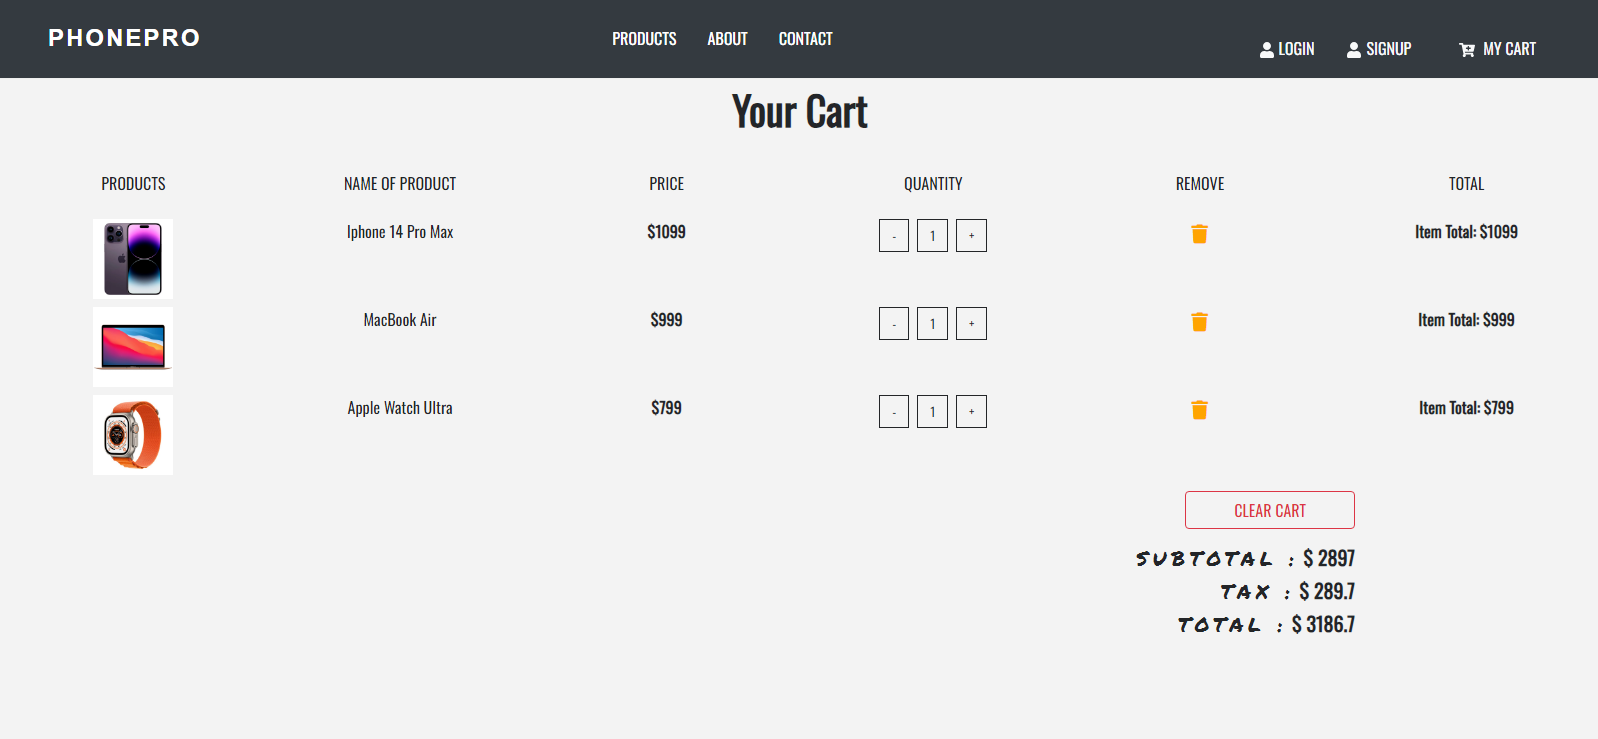 PHONEPRO
PRODUCTS ABOUT CONTACT
LOGIN SIGNUP MY CART
Your Cart
PRODUCTS NAME OF PRODUCT PRICE QUANTITY REMOVE TOTAL
Iphone 14 Pro Max $1099 - 1 + Item Total: $1099
MacBook Air $999 - 1 + Item Total: $999
Apple Watch Ultra $799 - 1 + Item Total: $799
CLEAR CART
SUBTOTAL : $ 2897
TAX : $ 289.7
TOTAL : $ 3186.7